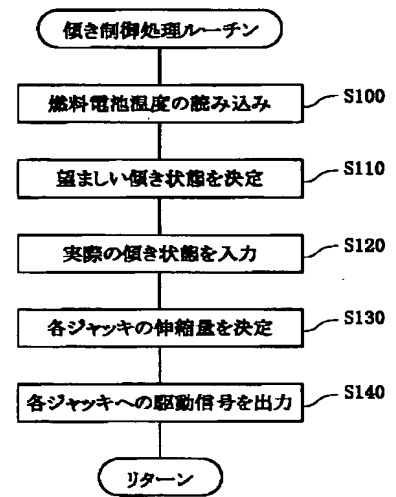 傾き制御処理ルーチン
燃料電池温度の読み込み
S100
望ましい傾き状態を決定
S110
実際の傾き状態を入力
S120
各ジャッキの伸縮量を決定
S130
各ジャッキへの駆動信号を出力
S140
リターン